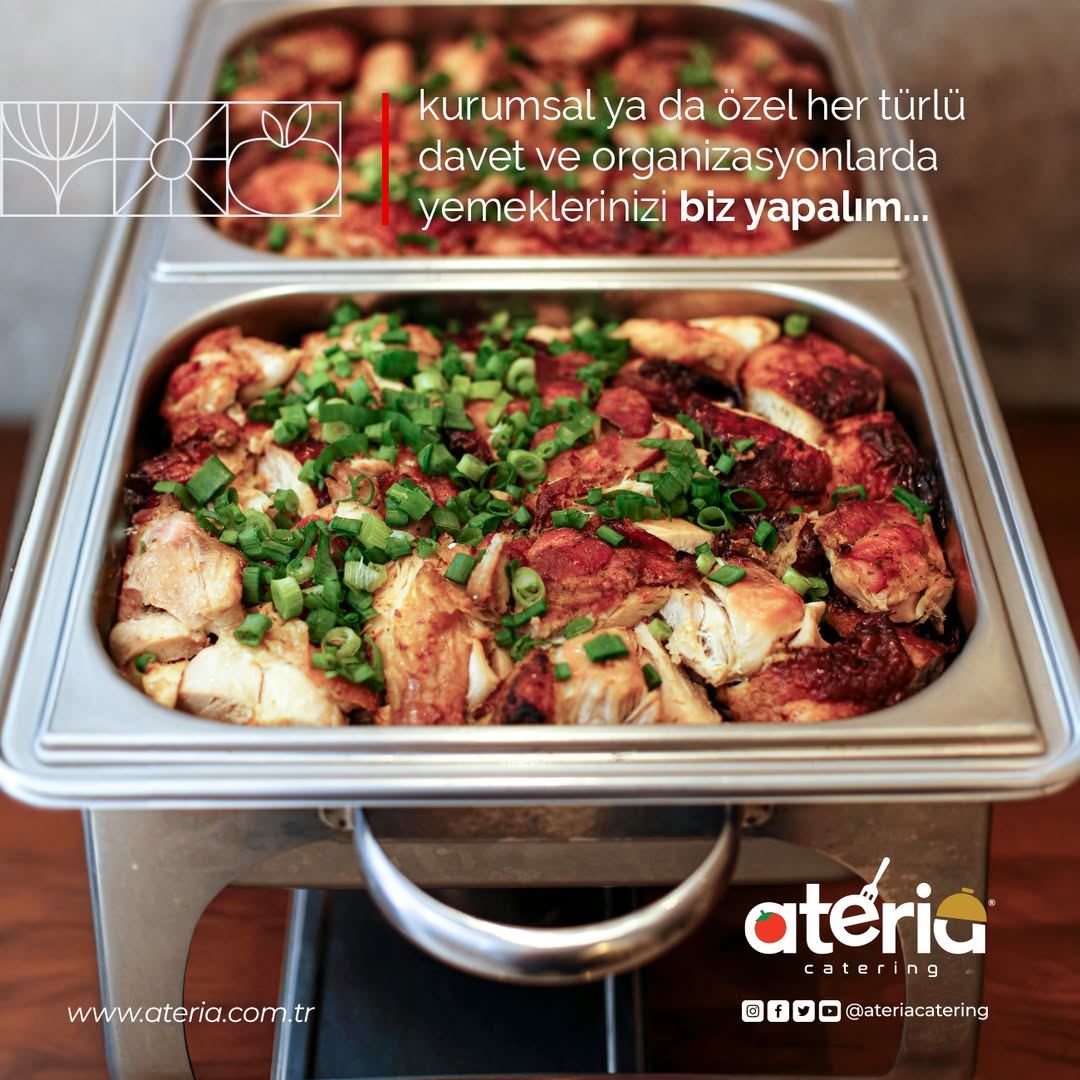 kurumsal ya da özel her türlü
davet ve organizasyonlarda
yemeklerinizi biz yapalım...
ateria®
catering
www.ateria.com.tr
@ateriacatering